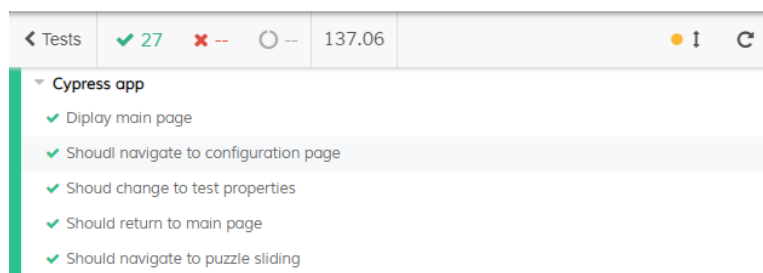 Tests 27 -- -- 137.06
Cypress app
Diplay main page
Shoudl navigate to configuration page
Shoud change to test properties
Should return to main page
Should navigate to puzzle sliding